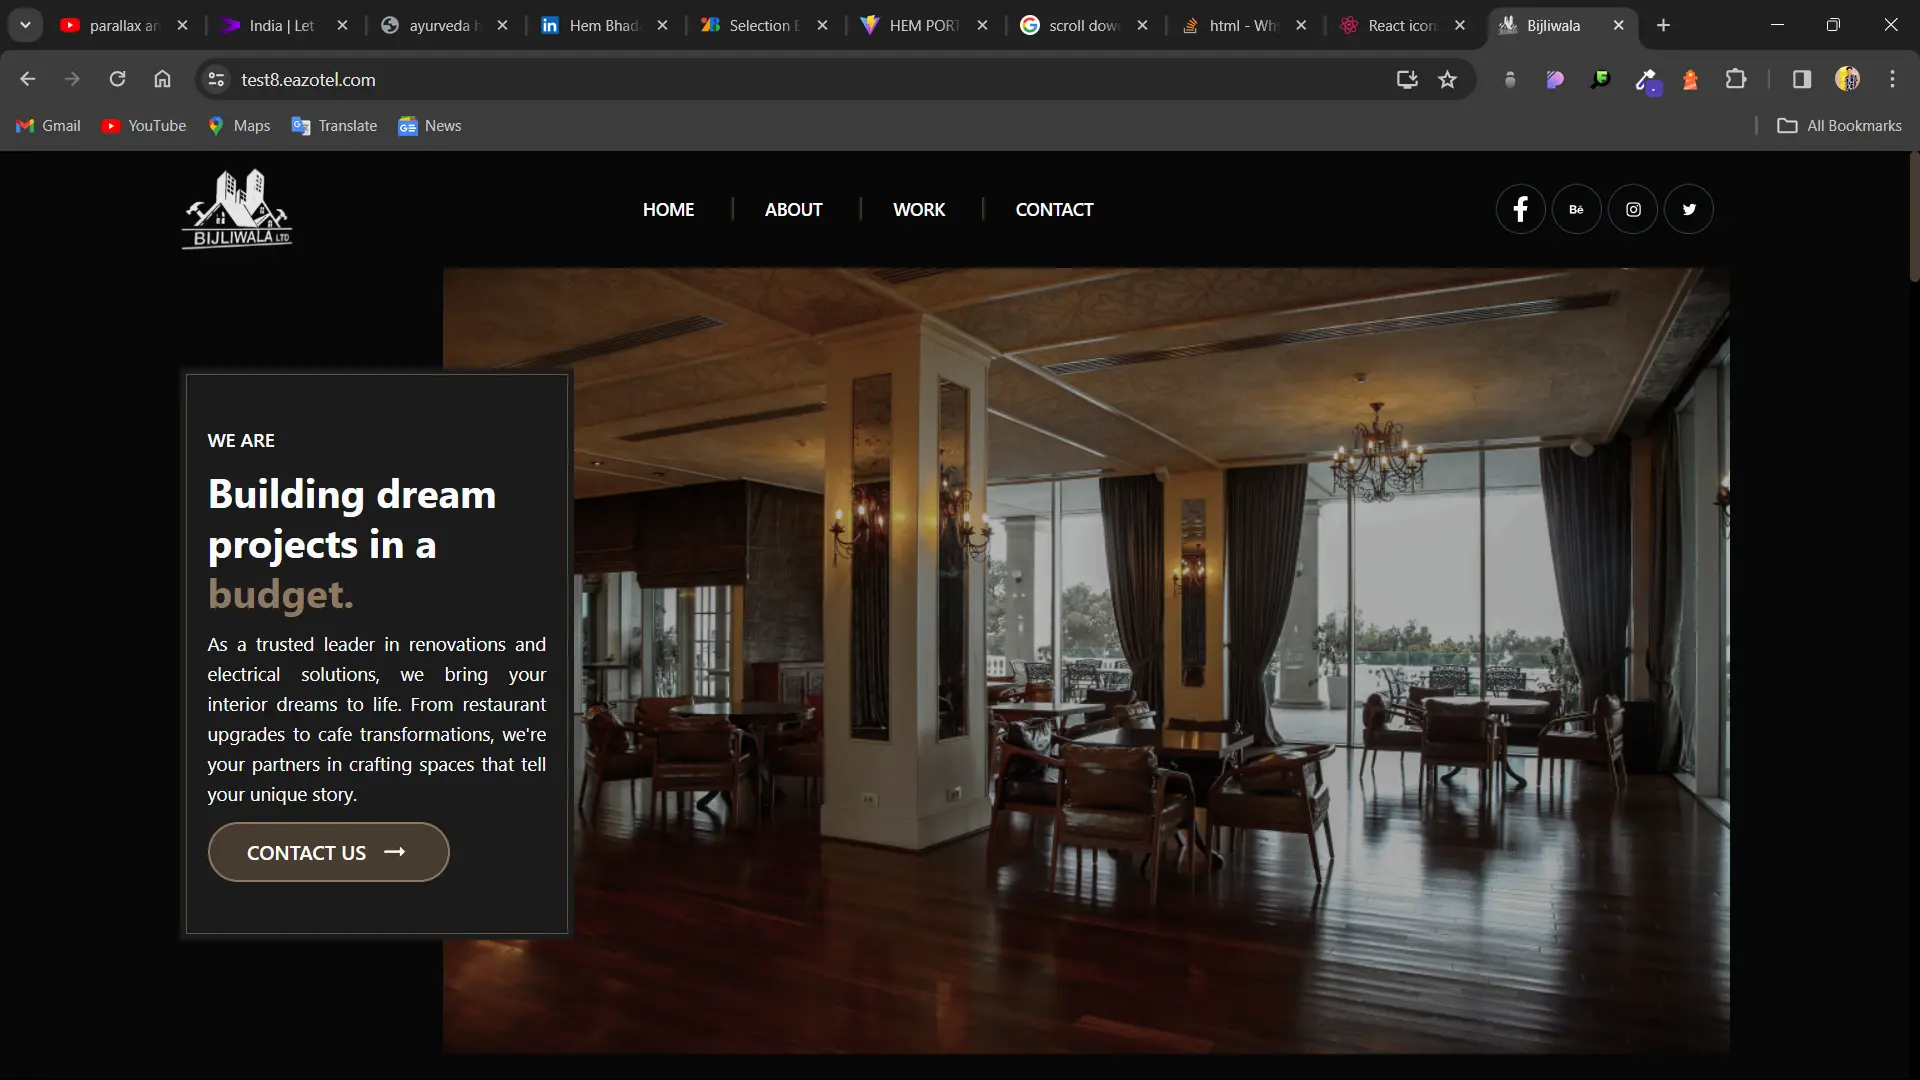 parallax an
India | Let
ayurveda h
Hem Bhad
Selection E
HEM PORT
scroll dow
html - Why
React icon
Bijliwala
test8.eazotel.com
Gmail
YouTube
Maps
Translate
News
All Bookmarks
BIJLIWALA LTD
HOME
ABOUT
WORK
CONTACT
Bē
WE ARE
Building dream
projects in a
budget.
As a trusted leader in renovations and
electrical solutions, we bring your
interior dreams to life. From restaurant
upgrades to cafe transformations, we're
your partners in crafting spaces that tell
your unique story.
CONTACT US